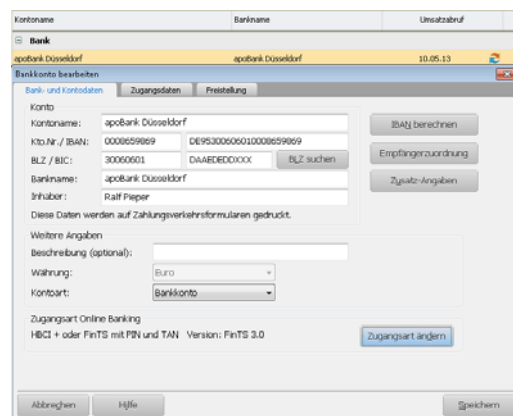 Kontoname Bankname Umsatzabruf
Bank
apoBank Düsseldorf apoBank Düsseldorf 10.05.13
Bankkonto bearbeiten
Bank- und Kontodaten Zugangsdaten Freistellung
Konto
Kontoname: apoBank Düsseldorf IBAN berechnen
Kto.Nr./ IBAN: 0008659869 DE95300606010008659869
Empfängerzuordnung
BLZ / BIC: 30060601 DAAEDEDDXXX BLZ suchen
Bankname: apoBank Düsseldorf Zusatz-Angaben
Inhaber: Ralf Pieper
Diese Daten werden auf Zahlungsverkehrsformularen gedruckt.
Weitere Angaben
Beschreibung (optional):
Währung: Euro
Kontoart: Bankkonto
Zugangsart Online Banking
HBCI + oder FinTS mit PIN und TAN Version: FinTS 3.0 Zugangsart ändern
Abbrechen Hilfe Speichern